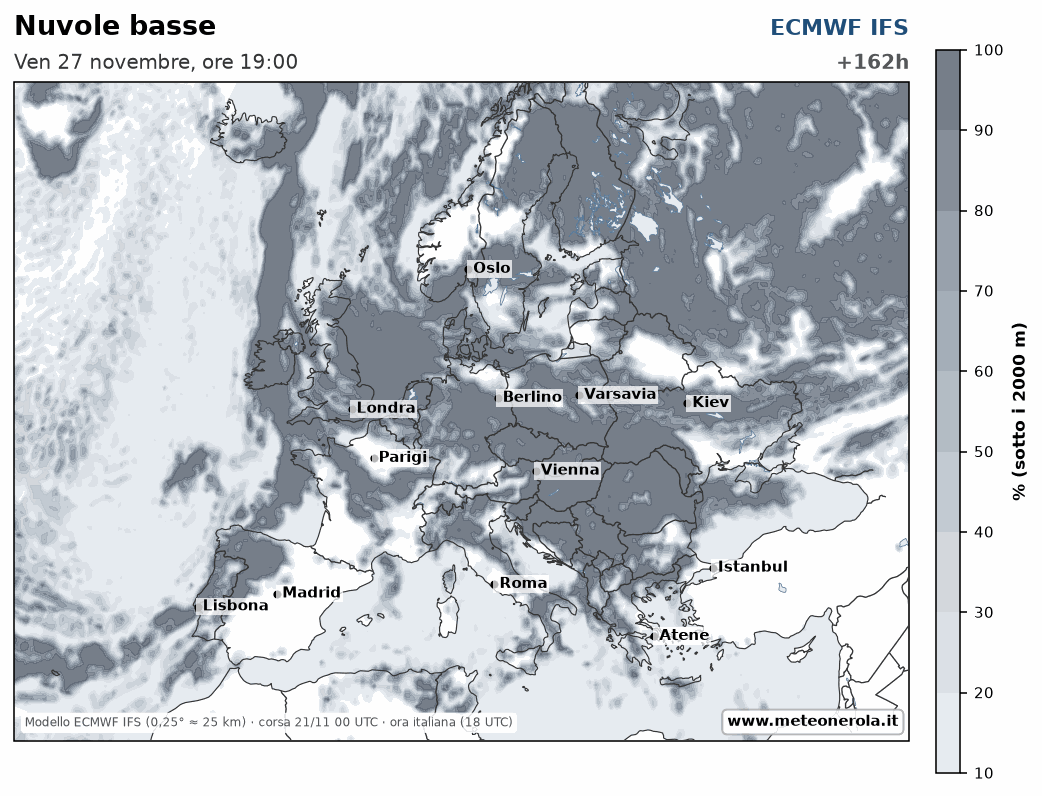 Nuvole basse
ECMWF IFS
Ven 27 novembre, ore 19:00
+162h
Oslo
Berlino
Varsavia
Kiev
Londra
Parigi
Vienna
Istanbul
Roma
Madrid
Lisbona
Atene
Modello ECMWF IFS (0,25° ≈ 25 km) · corsa 21/11 00 UTC · ora italiana (18 UTC)
www.meteonerola.it
100
90
80
70
60
50
40
30
20
10
% (sotto i 2000 m)